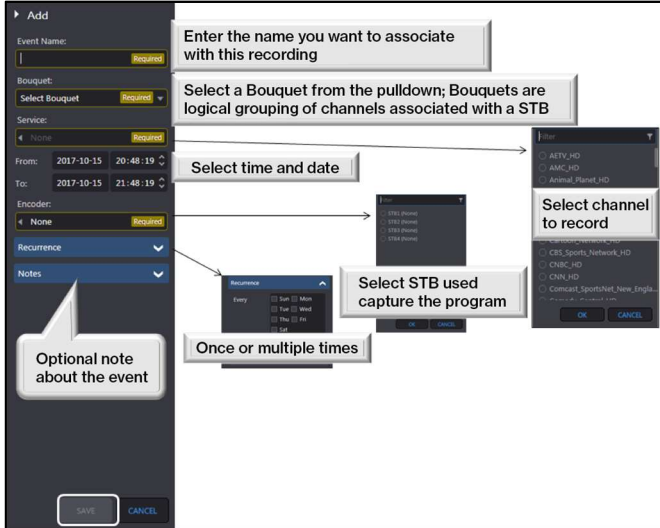 Add
Event Name:
Required
Enter the name you want to associate
with this recording
Bouquet:
Select Bouquet
Required
Select a Bouquet from the pulldown; Bouquets are
logical grouping of channels associated with a STB
Service:
None
Required
From: 2017-10-15 20:48:19
To: 2017-10-15 21:48:19
Select time and date
Encoder:
None
Required
Recurrence
Notes
Optional note
about the event
SAVE
CANCEL
Recurrence
Every
Sun Mon
Tue Wed
Thu Fri
Sat
Once or multiple times
Filter
STB1 (None)
STB2 (None)
STB3 (None)
STB4 (None)
Select STB used
capture the program
OK CANCEL
Filter
AETV_HD
AMC_HD
Animal_Planet_HD
Select channel
to record
Cartoon_Network_HD
CBS_Sports_Network_HD
CNBC_HD
CNN_HD
Comcast_SportsNet_New_Engla...
OK CANCEL